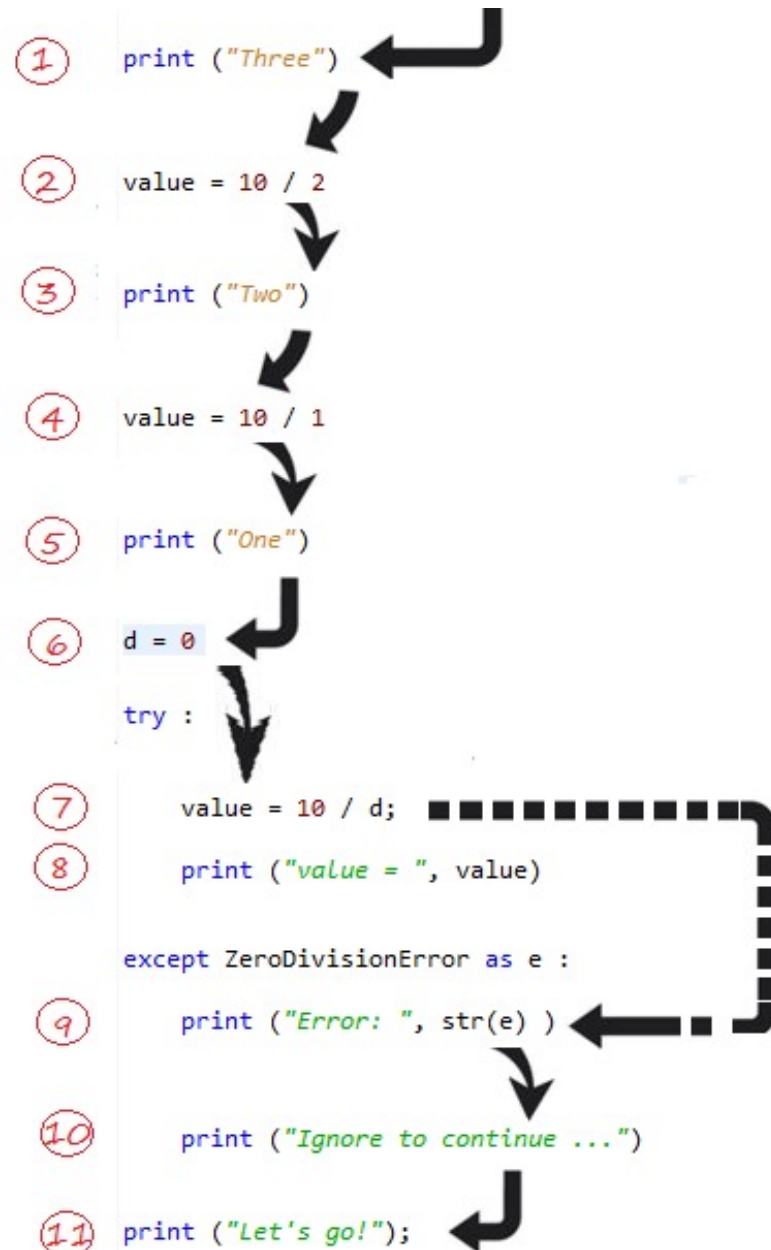 1 print ("Three")
2 value = 10 / 2
3 print ("Two")
4 value = 10 / 1
5 print ("One")
6 d = 0
try :
7 value = 10 / d;
8 print ("value = ", value)
except ZeroDivisionError as e :
9 print ("Error: ", str(e) )
10 print ("Ignore to continue ...")
11 print ("Let's go!");